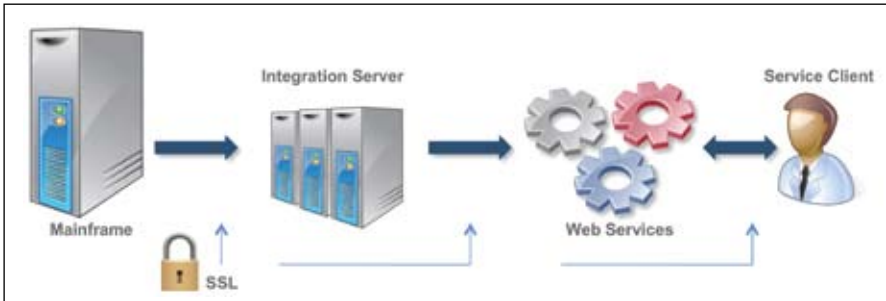 Integration Server
Service Client
Mainframe
Web Services
SSL